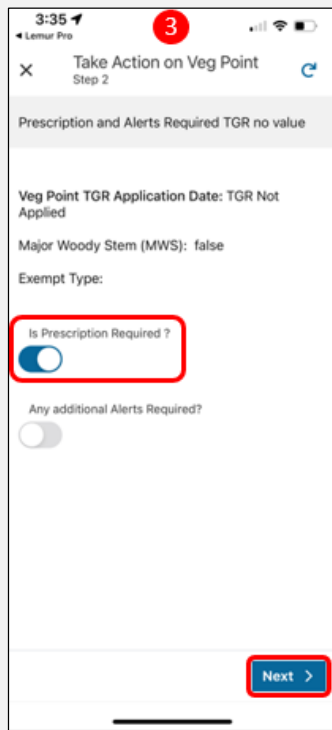 3:35
3
◀ Lemur Pro
Take Action on Veg Point
Step 2
Prescription and Alerts Required TGR no value
Veg Point TGR Application Date: TGR Not
Applied
Major Woody Stem (MWS): false
Exempt Type:
Is Prescription Required ?
Any additional Alerts Required?
Next